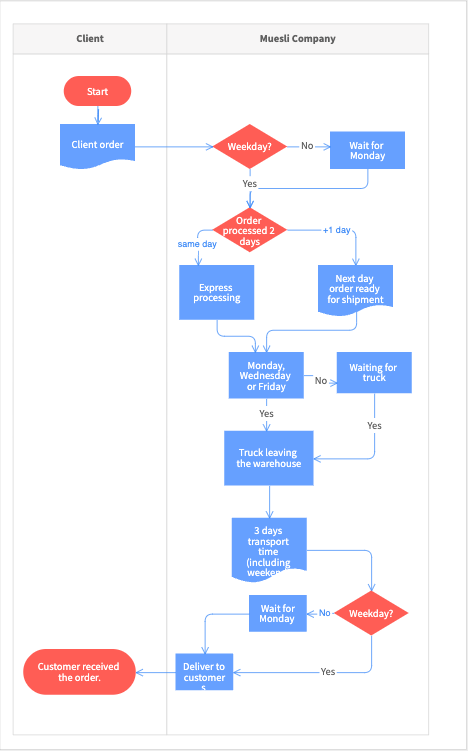 Client
Muesli Company
Start
Client order
Weekday?
No
Wait for
Monday
Yes
Order
processed 2
days
same day
+1 day
Express
processing
Next day
order ready
for shipment
Monday,
Wednesday
or Friday
No
Waiting for
truck
Yes
Yes
Truck leaving
the warehouse
3 days
transport
time
(including
Wait for
Monday
No
Weekday?
Customer received
the order.
Deliver to
customer
s
Yes